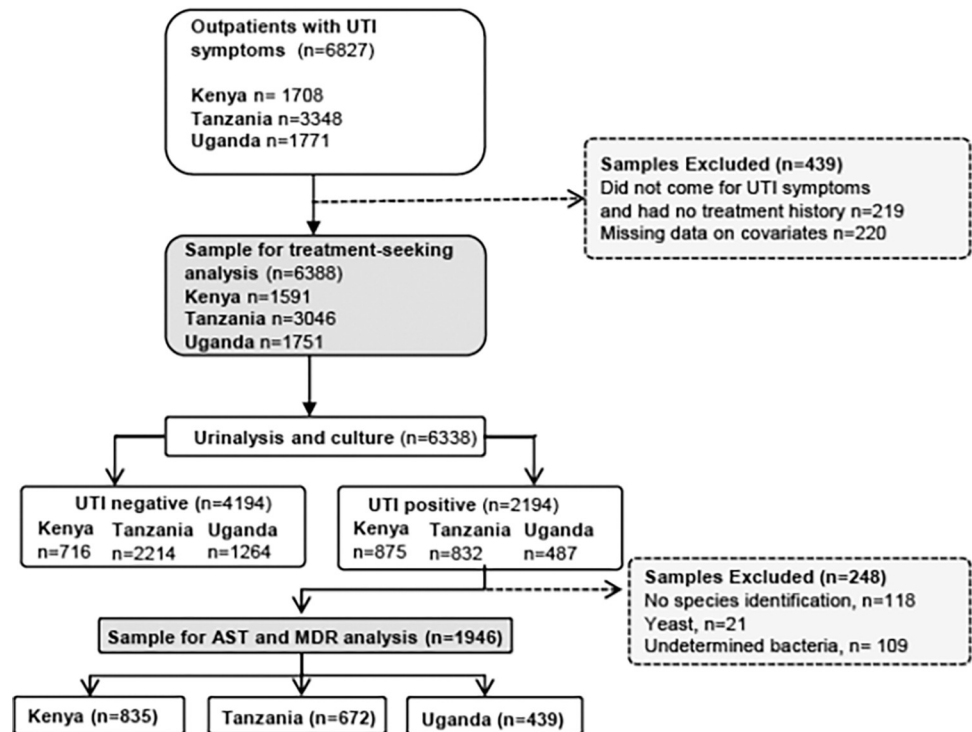 Outpatients with UTI
symptoms (n=6827)
Kenya n= 1708
Tanzania n=3348
Uganda n=1771
Samples Excluded (n=439)
Did not come for UTI symptoms
and had no treatment history n=219
Missing data on covariates n=220
Sample for treatment-seeking
analysis (n=6388)
Kenya n=1591
Tanzania n=3046
Uganda n=1751
Urinalysis and culture (n=6338)
UTI negative (n=4194)
Kenya Tanzania Uganda
n=716 n=2214 n=1264
UTI positive (n=2194)
Kenya Tanzania Uganda
n=875 n=832 n=487
Samples Excluded (n=248)
No species identification, n=118
Yeast, n=21
Undetermined bacteria, n= 109
Sample for AST and MDR analysis (n=1946)
Kenya (n=835)
Tanzania (n=672)
Uganda (n=439)